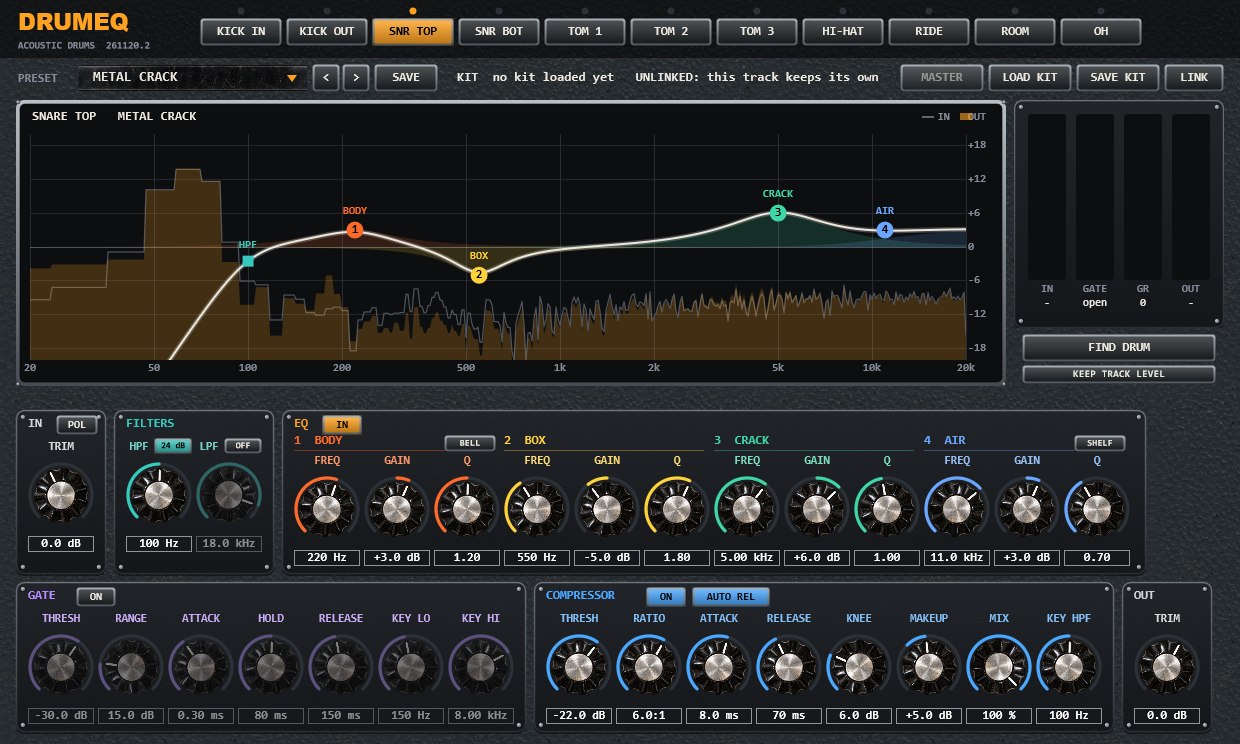 DRUMEQ
ACOUSTIC DRUMS 261120.2
KICK IN KICK OUT SNR TOP SNR BOT TOM 1 TOM 2 TOM 3 HI-HAT RIDE ROOM OH
PRESET METAL CRACK < > SAVE KIT no kit loaded yet UNLINKED: this track keeps its own MASTER LOAD KIT SAVE KIT LINK
SNARE TOP METAL CRACK IN OUT
+18
+12
CRACK
+6
BODY AIR
1 3 4
HPF
0
BOX
2
-6
-12
-18
20 50 100 200 500 1k 2k 5k 10k 20k
IN GATE GR OUT
- open 0 -
FIND DRUM
KEEP TRACK LEVEL
IN POL
TRIM
0.0 dB
FILTERS
HPF 24 dB LPF OFF
100 Hz 18.0 kHz
EQ IN
1 BODY BELL 2 BOX 3 CRACK 4 AIR SHELF
FREQ GAIN Q FREQ GAIN Q FREQ GAIN Q FREQ GAIN Q
220 Hz +3.0 dB 1.20 550 Hz -5.0 dB 1.80 5.00 kHz +6.0 dB 1.00 11.0 kHz +3.0 dB 0.70
GATE ON
THRESH RANGE ATTACK HOLD RELEASE KEY LO KEY HI
-30.0 dB 15.0 dB 0.30 ms 80 ms 150 ms 150 Hz 8.00 kHz
COMPRESSOR ON AUTO REL
THRESH RATIO ATTACK RELEASE KNEE MAKEUP MIX KEY HPF
-22.0 dB 6.0:1 8.0 ms 70 ms 6.0 dB +5.0 dB 100 % 100 Hz
OUT
TRIM
0.0 dB